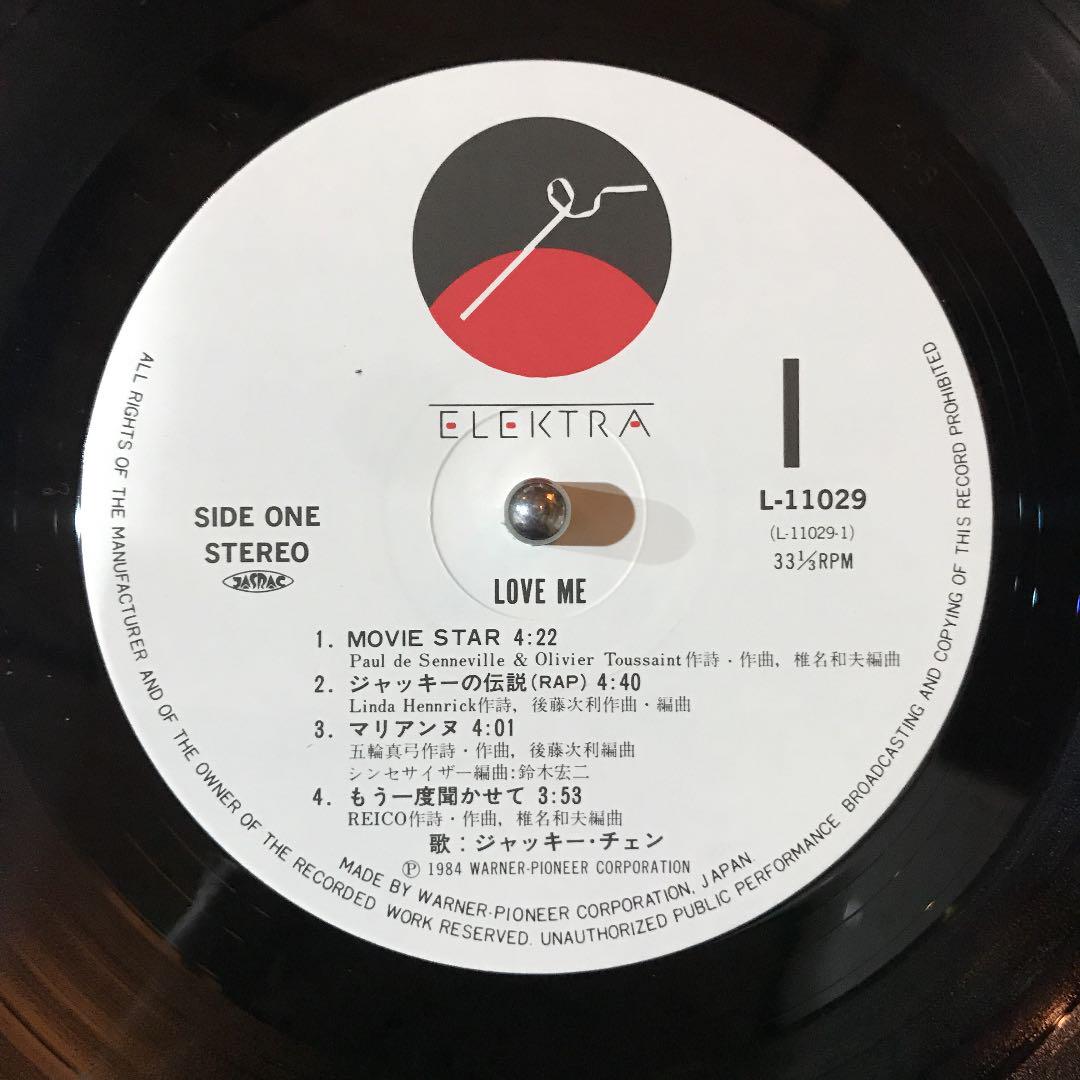 ELEKTRA
I
SIDE ONE
STEREO
JASRAC
L-11029
(L-11029-1)
33 1/3 RPM
LOVE ME
1. MOVIE STAR 4:22
Paul de Senneville & Olivier Toussaint作詩・作曲, 椎名和夫編曲
2. ジャッキーの伝説(RAP) 4:40
Linda Hennrick作詩, 後藤次利作曲・編曲
3. マリアンヌ 4:01
五輪真弓作詩・作曲, 後藤次利編曲
シンセサイザー編曲:鈴木宏二
4. もう一度聞かせて 3:53
REICO作詩・作曲, 椎名和夫編曲
歌:ジャッキー・チェン
Ⓟ 1984 WARNER-PIONEER CORPORATION
MADE BY WARNER-PIONEER CORPORATION, JAPAN.
ALL RIGHTS OF THE MANUFACTURER AND OF THE OWNER OF THE RECORDED WORK RESERVED. UNAUTHORIZED PUBLIC PERFORMANCE BROADCASTING AND COPYING OF THIS RECORD PROHIBITED